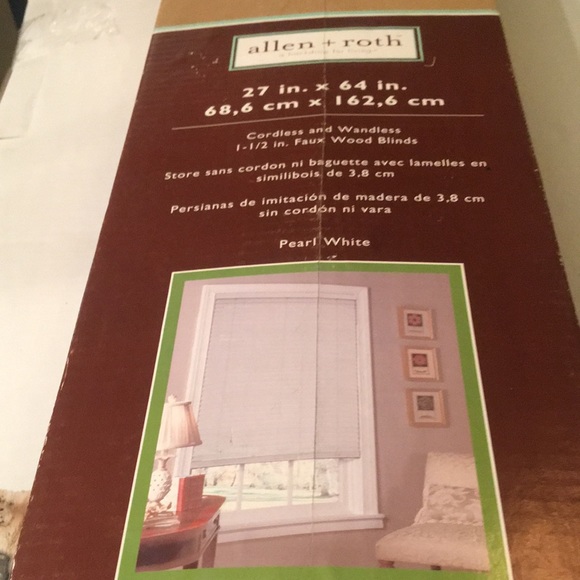 allen + roth™
27 in. x 64 in.
68,6 cm x 162,6 cm
Cordless and Wandless
1-1/2 in. Faux Wood Blinds
Store sans cordon ni baguette avec lamelles en
similibois de 3,8 cm
Persianas de imitación de madera de 3,8 cm
sin cordón ni vara
Pearl White